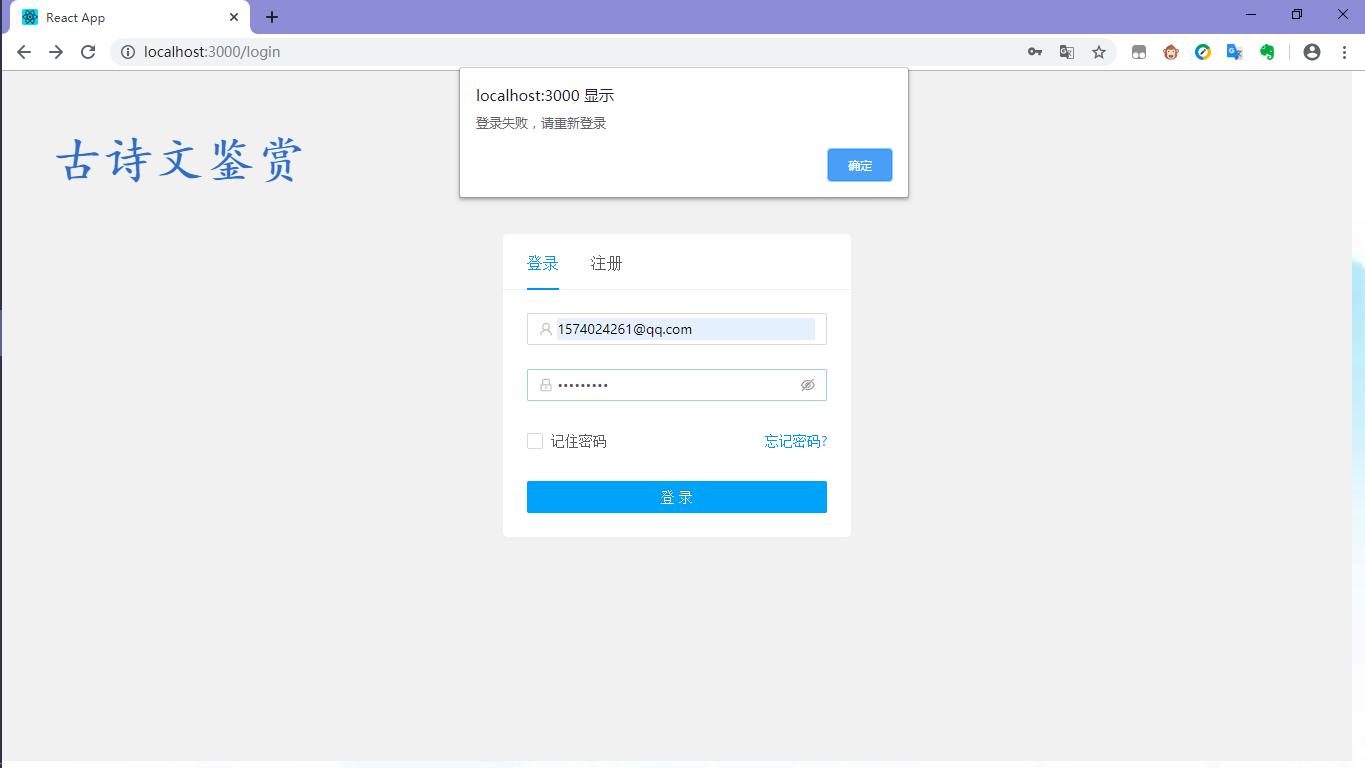 React App
localhost:3000/login
localhost:3000 显示
登录失败，请重新登录
确定
古诗文鉴赏
登录 注册
1574024261@qq.com
•••••••••
记住密码 忘记密码?
登 录